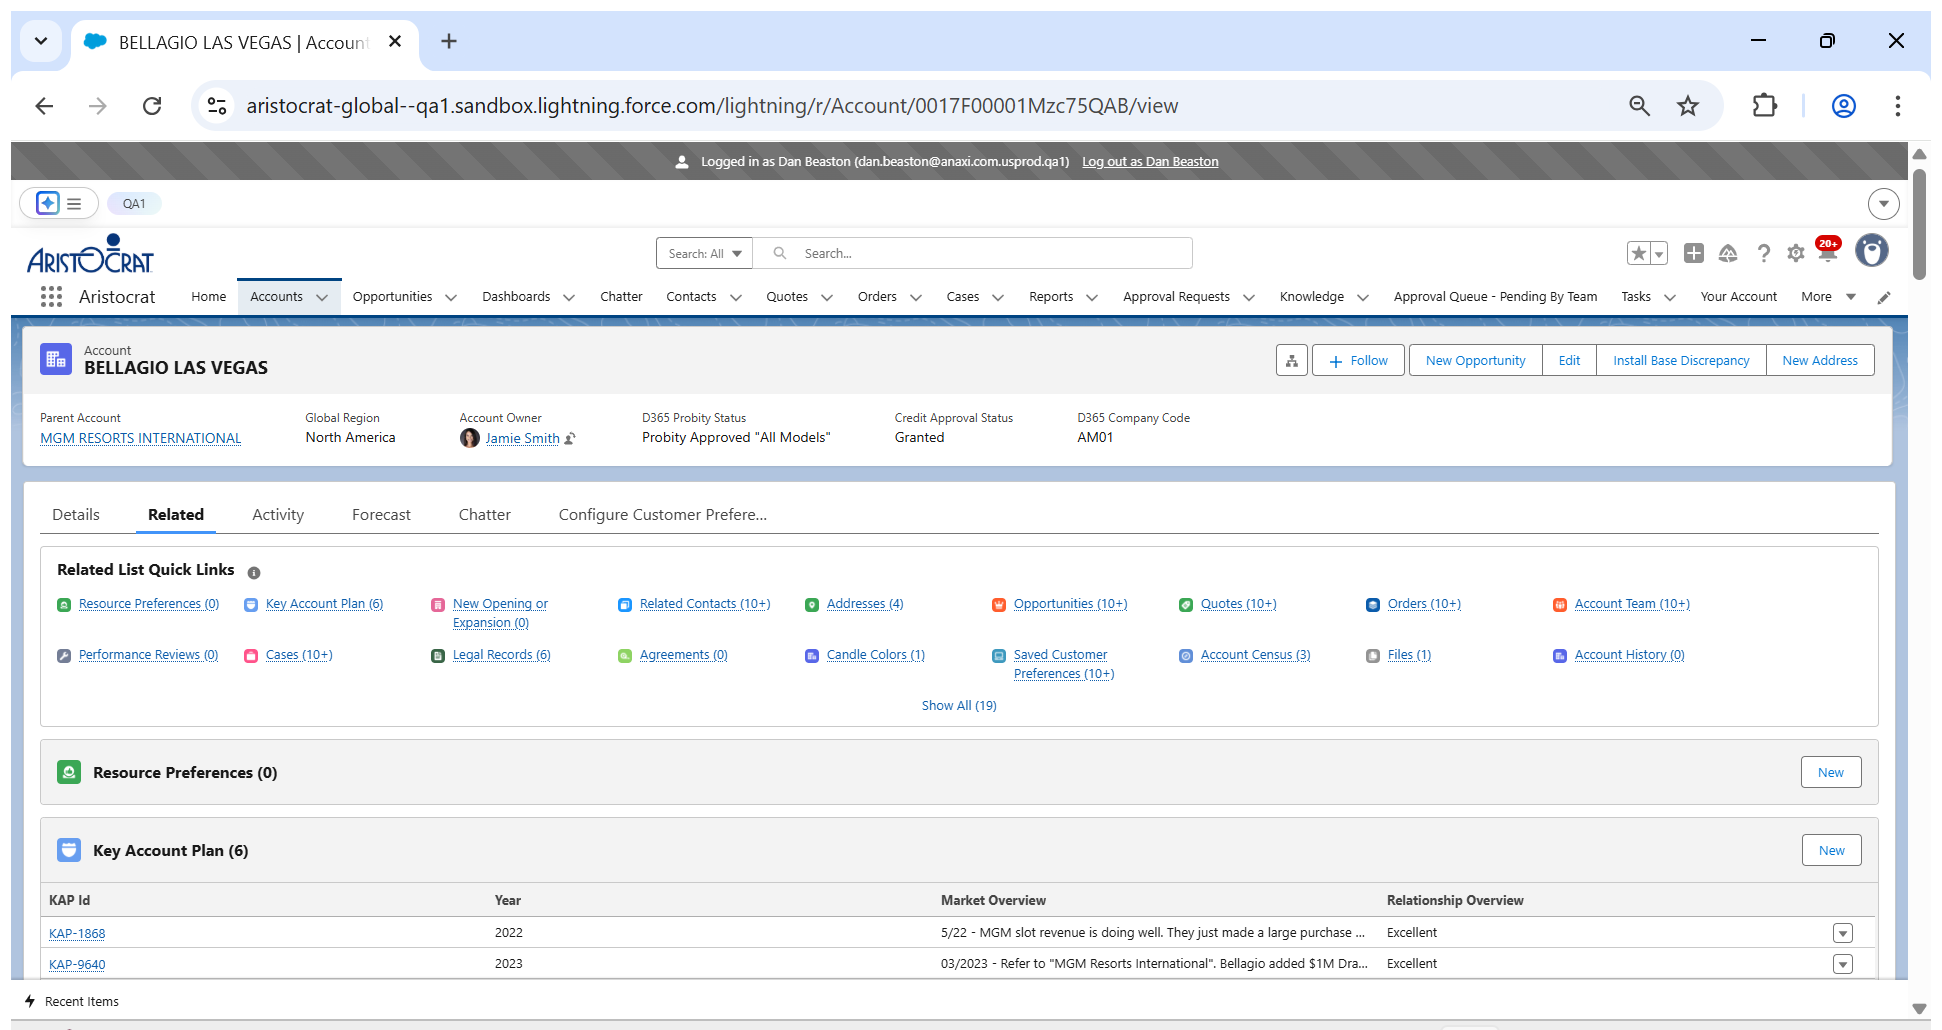 BELLAGIO LAS VEGAS | Account
aristocrat-global--qa1.sandbox.lightning.force.com/lightning/r/Account/0017F00001Mzc75QAB/view
Logged in as Dan Beaston (dan.beaston@anaxi.com.usprod.qa1) Log out as Dan Beaston
QA1
ARISTOCRAT
Search: All Search...
20+
Aristocrat Home Accounts Opportunities Dashboards Chatter Contacts Quotes Orders Cases Reports Approval Requests Knowledge Approval Queue - Pending By Team Tasks Your Account More
Account
BELLAGIO LAS VEGAS
Follow New Opportunity Edit Install Base Discrepancy New Address
Parent Account Global Region Account Owner D365 Probity Status Credit Approval Status D365 Company Code
MGM RESORTS INTERNATIONAL North America Jamie Smith Probity Approved "All Models" Granted AM01
Details Related Activity Forecast Chatter Configure Customer Prefere...
Related List Quick Links
Resource Preferences (0) Key Account Plan (6) New Opening or Expansion (0) Related Contacts (10+) Addresses (4) Opportunities (10+) Quotes (10+) Orders (10+) Account Team (10+)
Performance Reviews (0) Cases (10+) Legal Records (6) Agreements (0) Candle Colors (1) Saved Customer Preferences (10+) Account Census (3) Files (1) Account History (0)
Show All (19)
Resource Preferences (0) New
Key Account Plan (6) New
KAP Id Year Market Overview Relationship Overview
KAP-1868 2022 5/22 - MGM slot revenue is doing well. They just made a large purchase ... Excellent
KAP-9640 2023 03/2023 - Refer to "MGM Resorts International". Bellagio added $1M Dra... Excellent
Recent Items